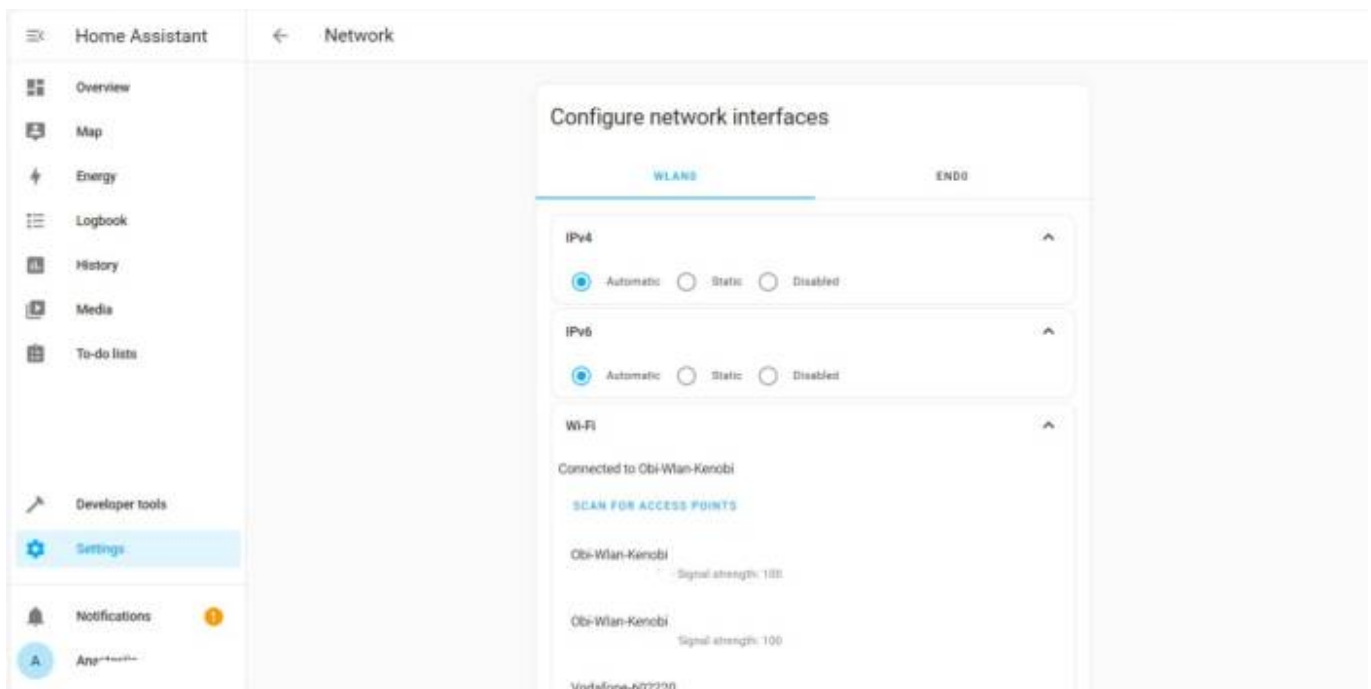 Home Assistant
Network
Overview
Map
Energy
Logbook
History
Media
To-do lists
Developer tools
Settings
Notifications
A
Configure network interfaces
WLAN0 END0
IPv4
Automatic Static Disabled
IPv6
Automatic Static Disabled
Wi-Fi
Connected to Obi-Wlan-Kenobi
SCAN FOR ACCESS POINTS
Obi-Wlan-Kenobi
Signal strength: 100
Obi-Wlan-Kenobi
Signal strength: 100